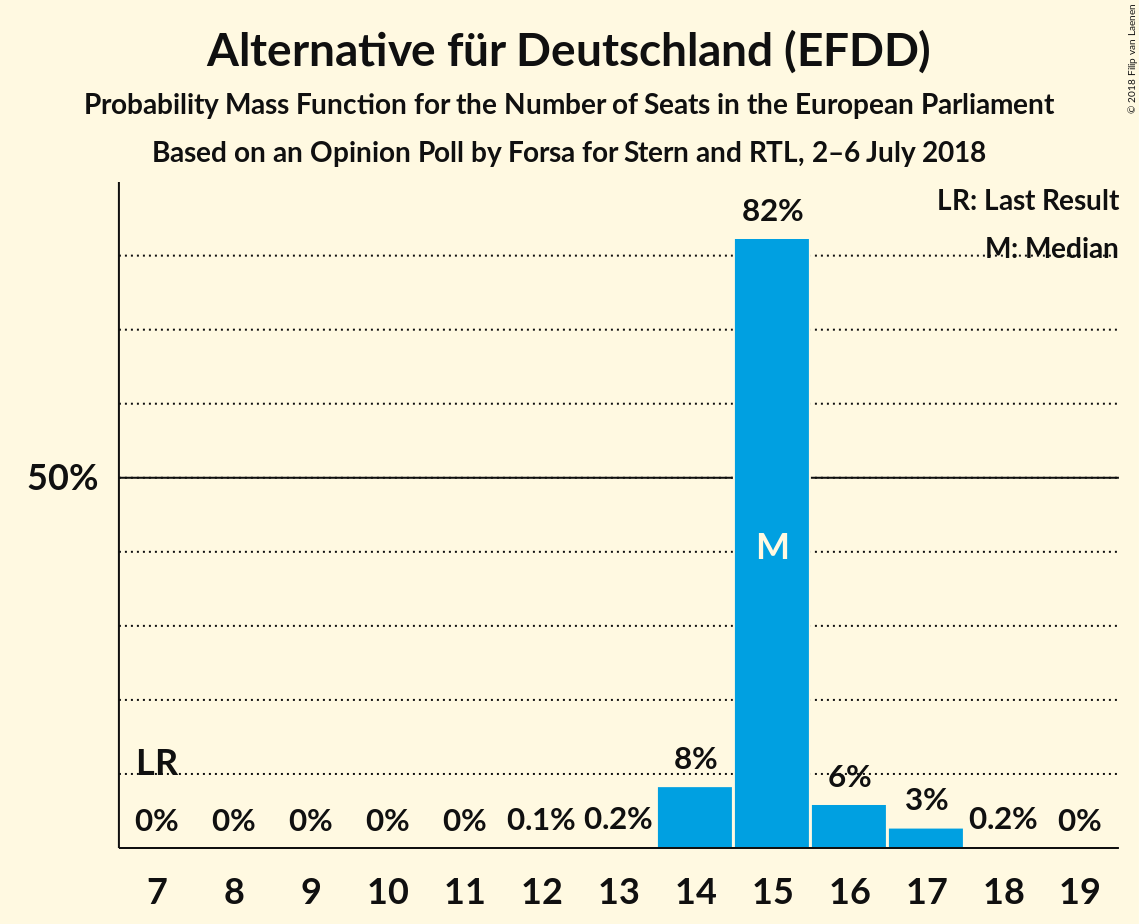 Alternative für Deutschland (EFDD)
Probability Mass Function for the Number of Seats in the European Parliament
Based on an Opinion Poll by Forsa for Stern and RTL, 2–6 July 2018
© 2018 Filip van Laenen
LR: Last Result
M: Median
82%
50%
M
LR
0% 0% 0% 0% 0% 0.1% 0.2% 8% 6% 3% 0.2% 0%
7 8 9 10 11 12 13 14 15 16 17 18 19